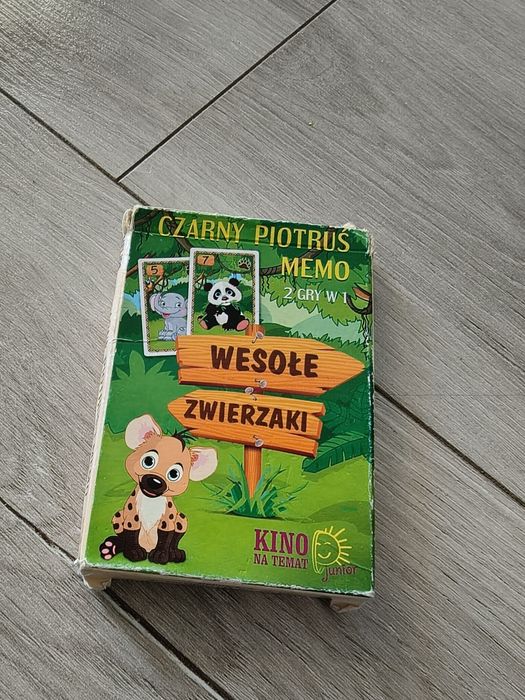 CZARNY PIOTRUŚ
MEMO
2 GRY W 1
5
7
WESOŁE
ZWIERZAKI
KINO
NA TEMAT
junior